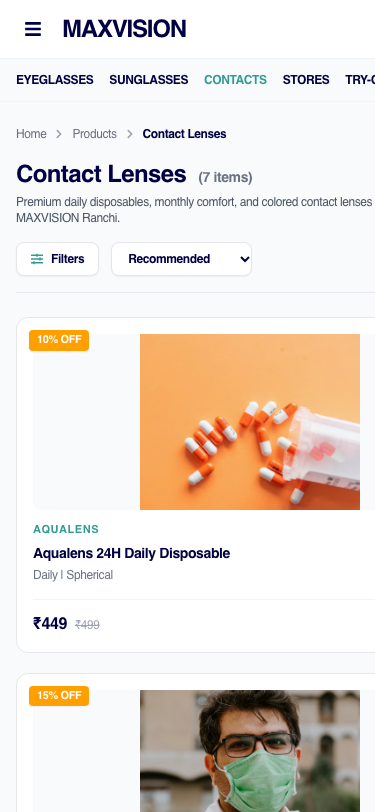 MAXVISION
EYEGLASSES SUNGLASSES CONTACTS STORES TRY-
Home > Products > Contact Lenses
Contact Lenses (7 items)
Premium daily disposables, monthly comfort, and colored contact lenses
MAXVISION Ranchi.
Filters Recommended
10% OFF
AQUALENS
Aqualens 24H Daily Disposable
Daily | Spherical
₹449 ₹499
15% OFF